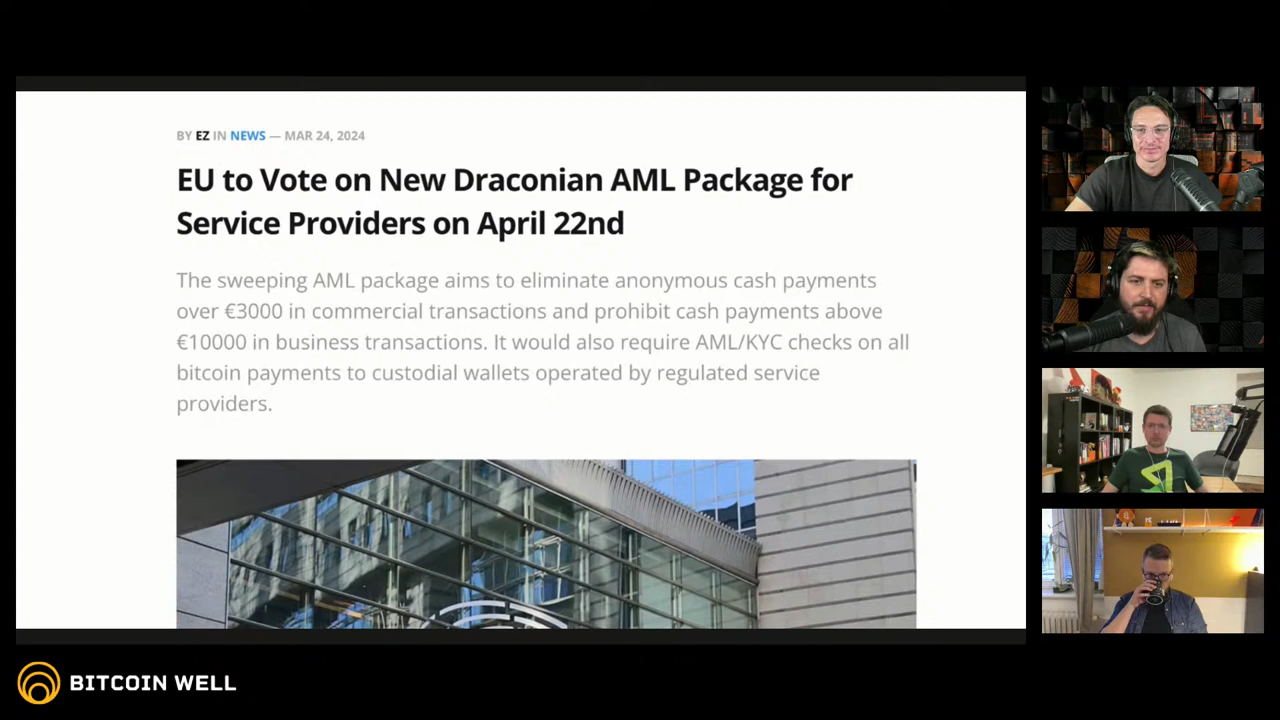 BY EZ IN NEWS — MAR 24, 2024
EU to Vote on New Draconian AML Package for
Service Providers on April 22nd
The sweeping AML package aims to eliminate anonymous cash payments
over €3000 in commercial transactions and prohibit cash payments above
€10000 in business transactions. It would also require AML/KYC checks on all
bitcoin payments to custodial wallets operated by regulated service
providers.
BITCOIN WELL